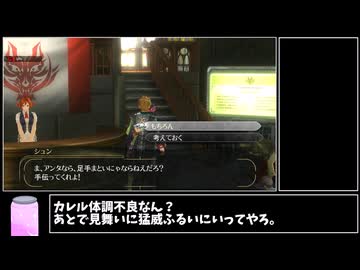 もちろん
考えておく
ション
ま、アンタなら、足手まといにゃならねえだろ？
手伝ってくれよ！
カレル体調不良なん？
あとで見舞いに猛威ふるいにいってやろ。